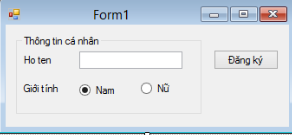 Form1
Thông tin cá nhân
Ho ten
Đăng ký
Giới tính
Nam
Nữ